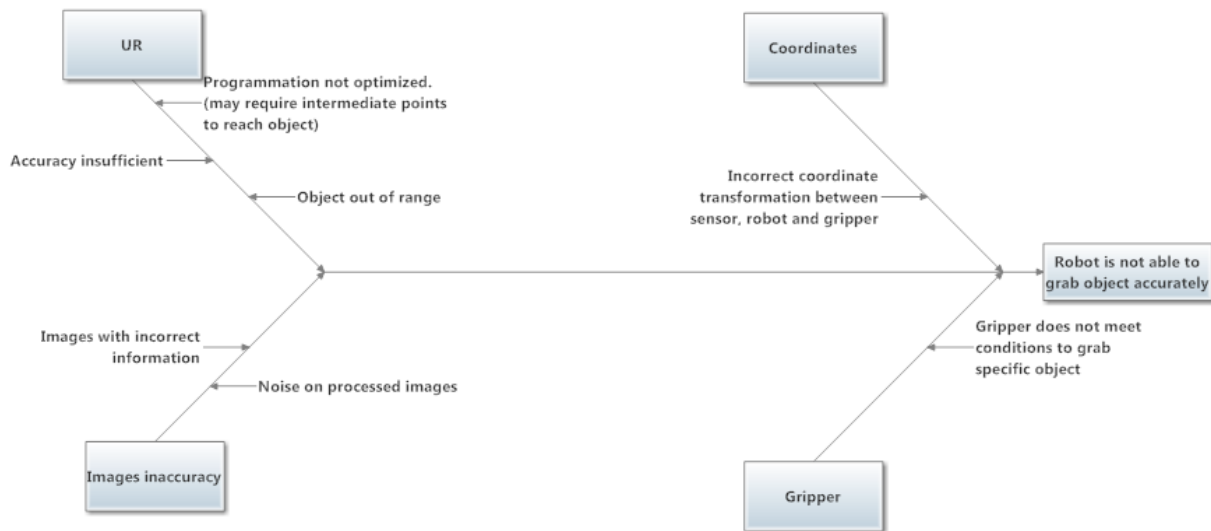 UR
Programmation not optimized.
(may require intermediate points
to reach object)
Accuracy insufficient
Object out of range
Coordinates
Incorrect coordinate
transformation between
sensor, robot and gripper
Robot is not able to
grab object accurately
Images with incorrect
information
Noise on processed images
Images inaccuracy
Gripper does not meet
conditions to grab
specific object
Gripper